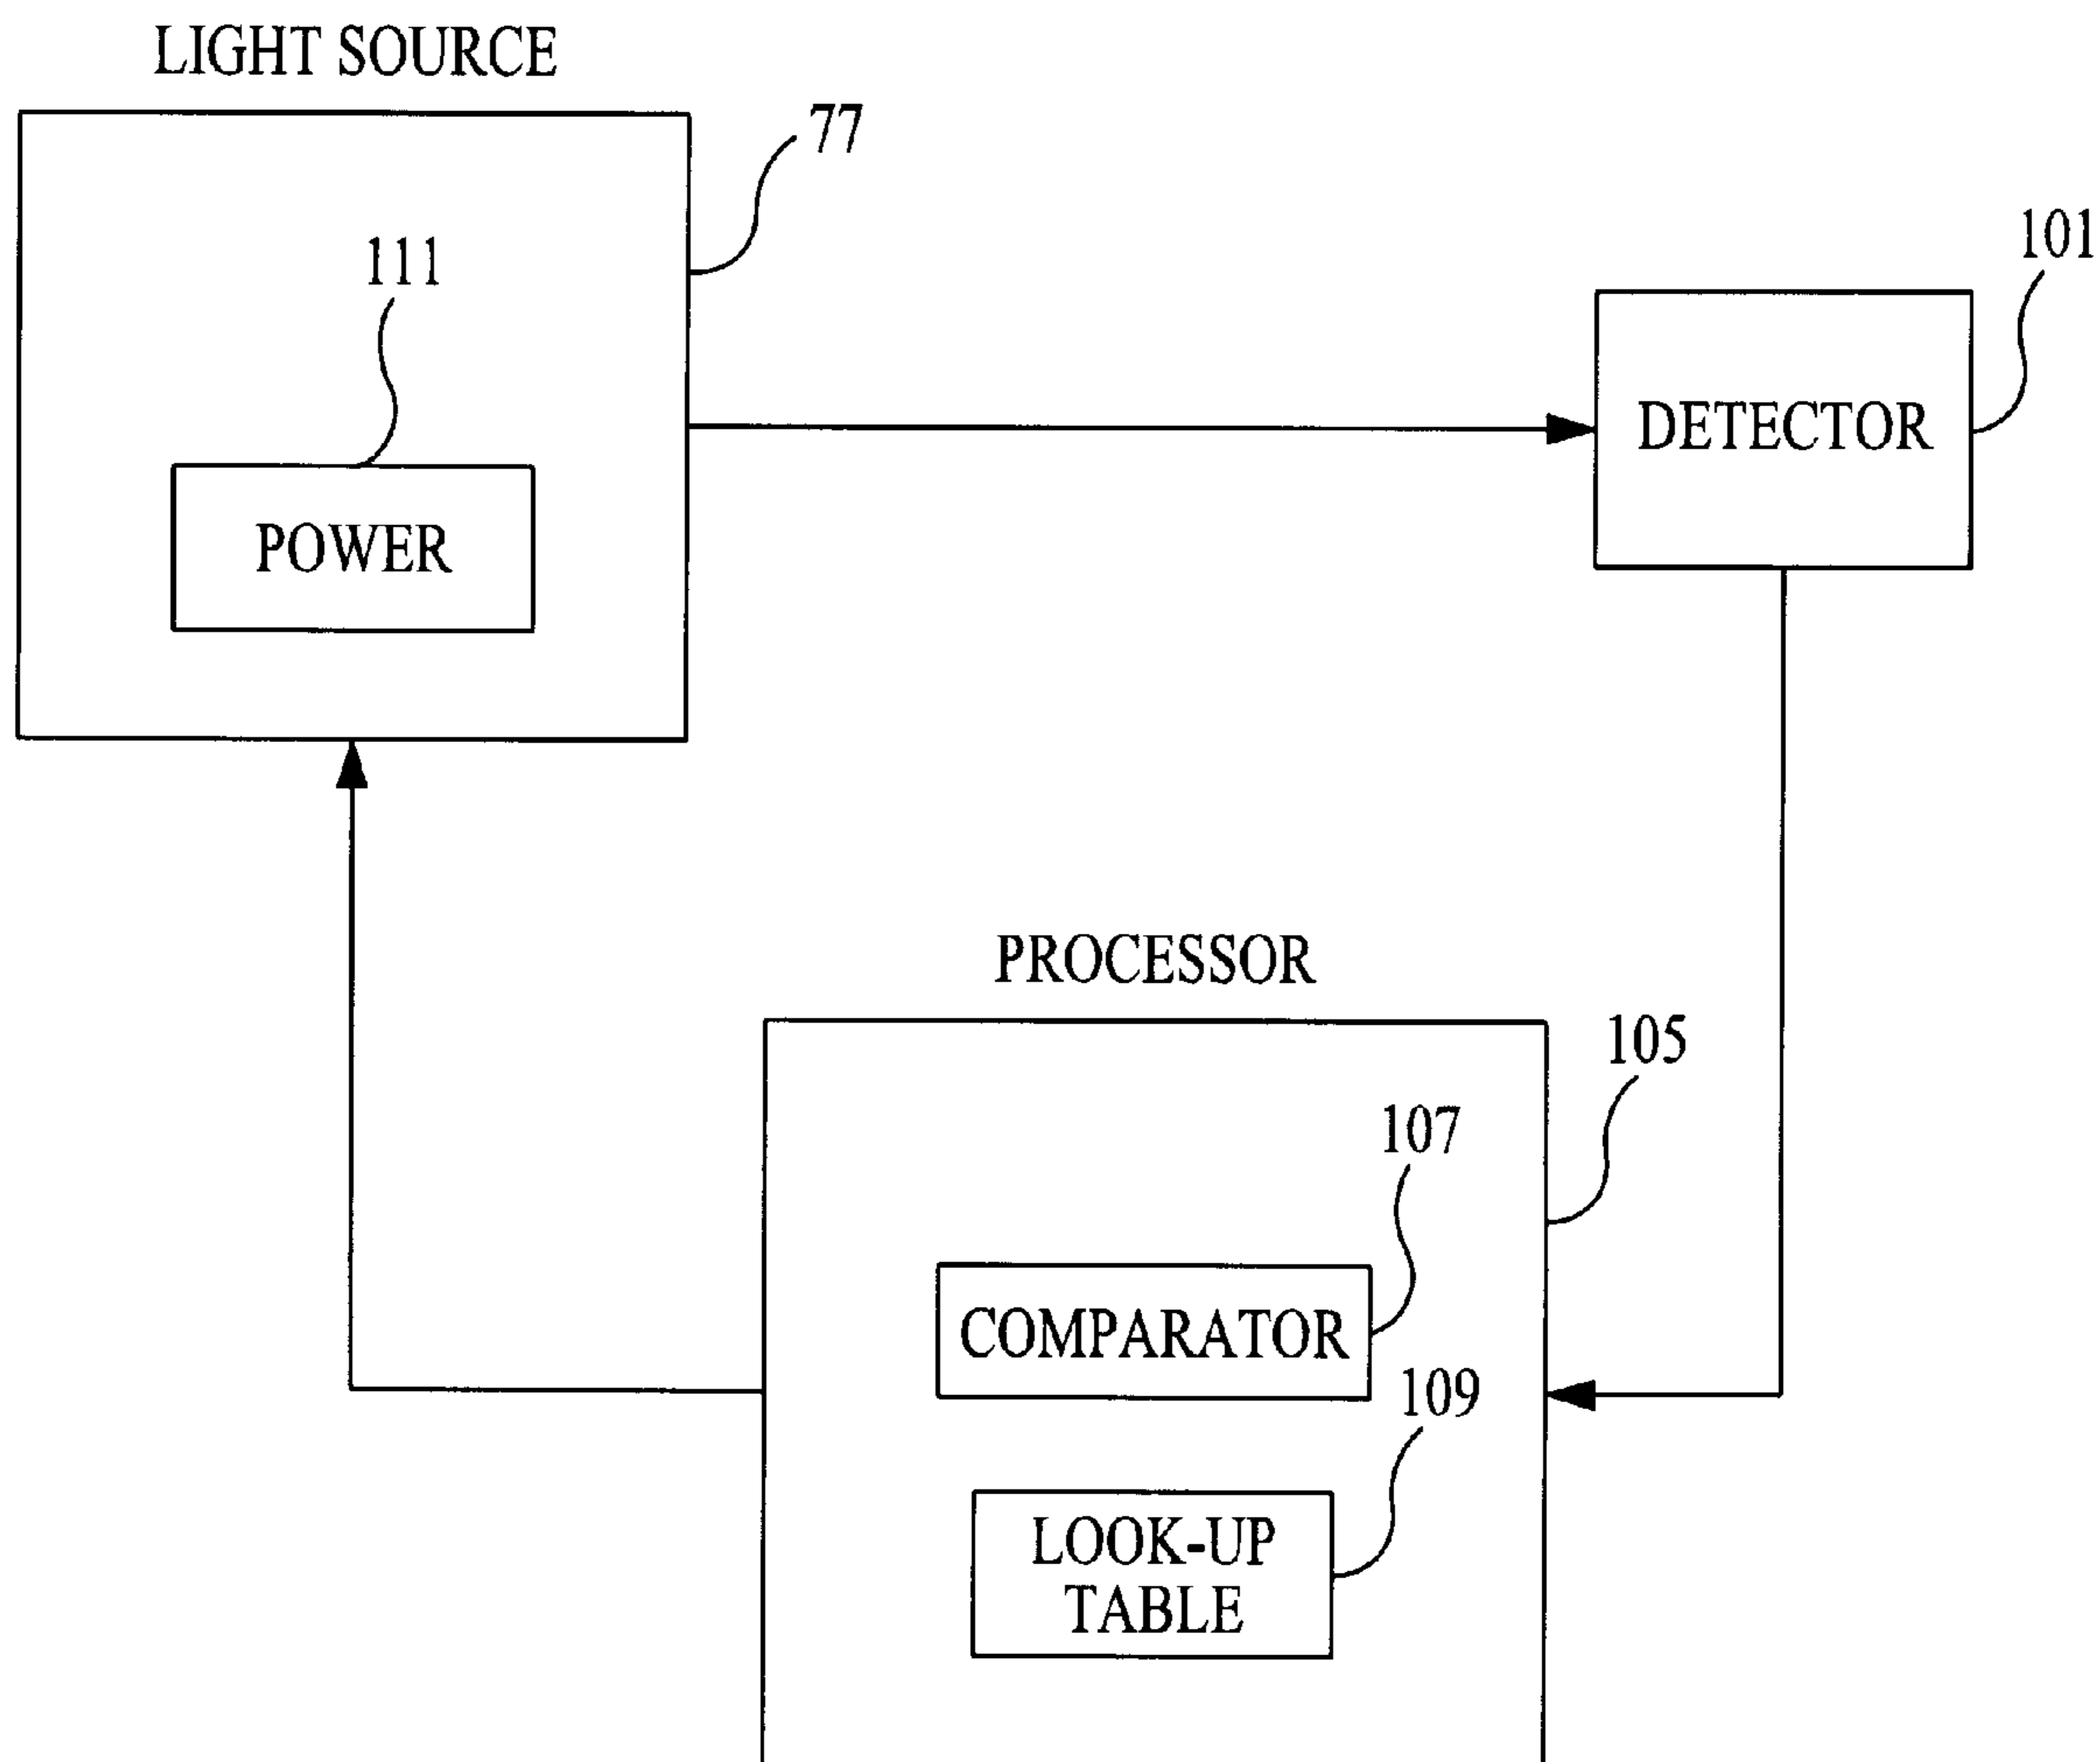 LIGHT SOURCE
77
111
POWER
101
DETECTOR
PROCESSOR
105
107
COMPARATOR
109
LOOK-UP
TABLE